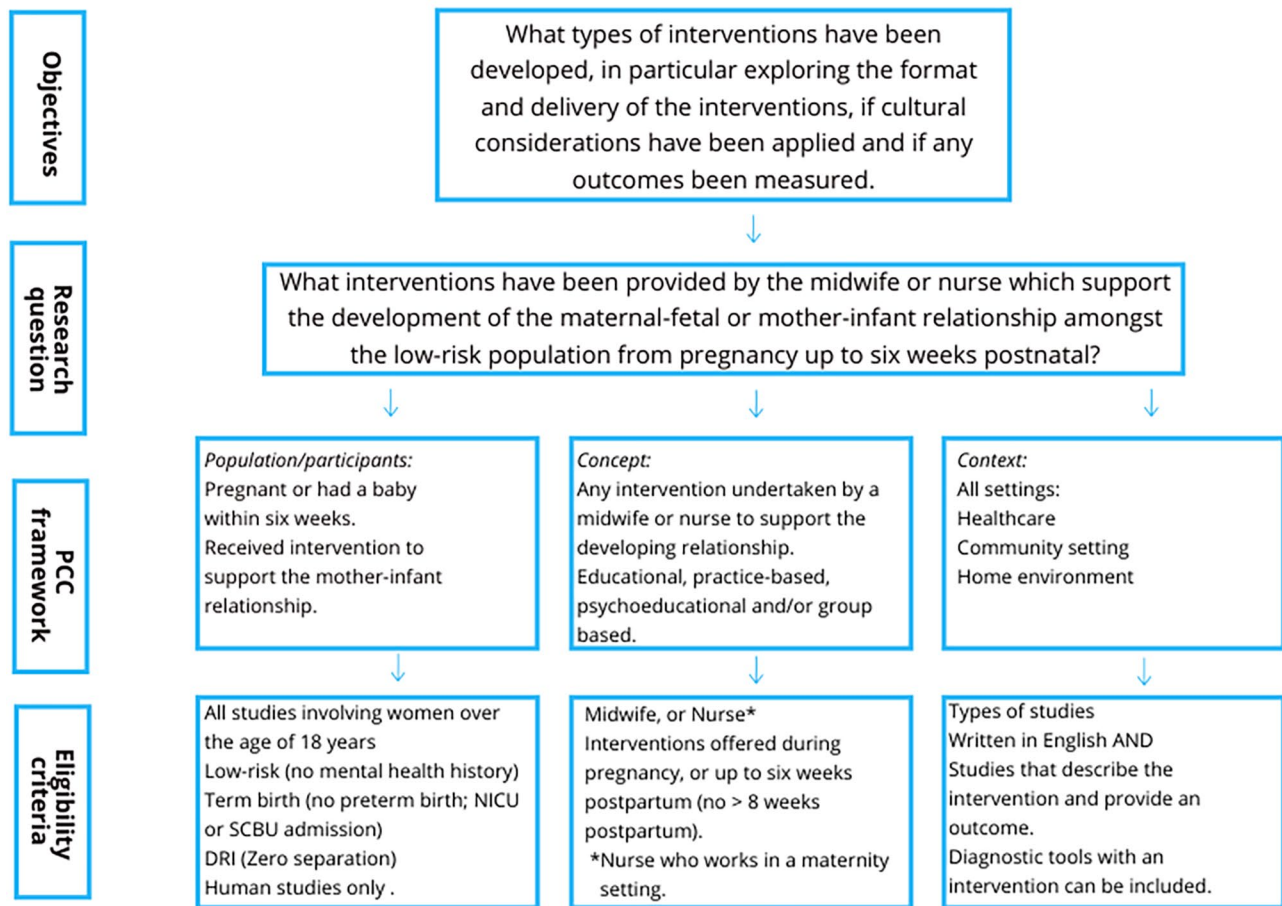 Objectives
What types of interventions have been
developed, in particular exploring the format
and delivery of the interventions, if cultural
considerations have been applied and if any
outcomes been measured.
Research
question
What interventions have been provided by the midwife or nurse which support
the development of the maternal-fetal or mother-infant relationship amongst
the low-risk population from pregnancy up to six weeks postnatal?
PCC
framework
Population/participants:
Pregnant or had a baby
within six weeks.
Received intervention to
support the mother-infant
relationship.
Concept:
Any intervention undertaken by a
midwife or nurse to support the
developing relationship.
Educational, practice-based,
psychoeducational and/or group
based.
Context:
All settings:
Healthcare
Community setting
Home environment
Eligibility
criteria
All studies involving women over
the age of 18 years
Low-risk (no mental health history)
Term birth (no preterm birth; NICU
or SCBU admission)
DRI (Zero separation)
Human studies only .
Midwife, or Nurse*
Interventions offered during
pregnancy, or up to six weeks
postpartum (no > 8 weeks
postpartum).
*Nurse who works in a maternity
setting.
Types of studies
Written in English AND
Studies that describe the
intervention and provide an
outcome.
Diagnostic tools with an
intervention can be included.